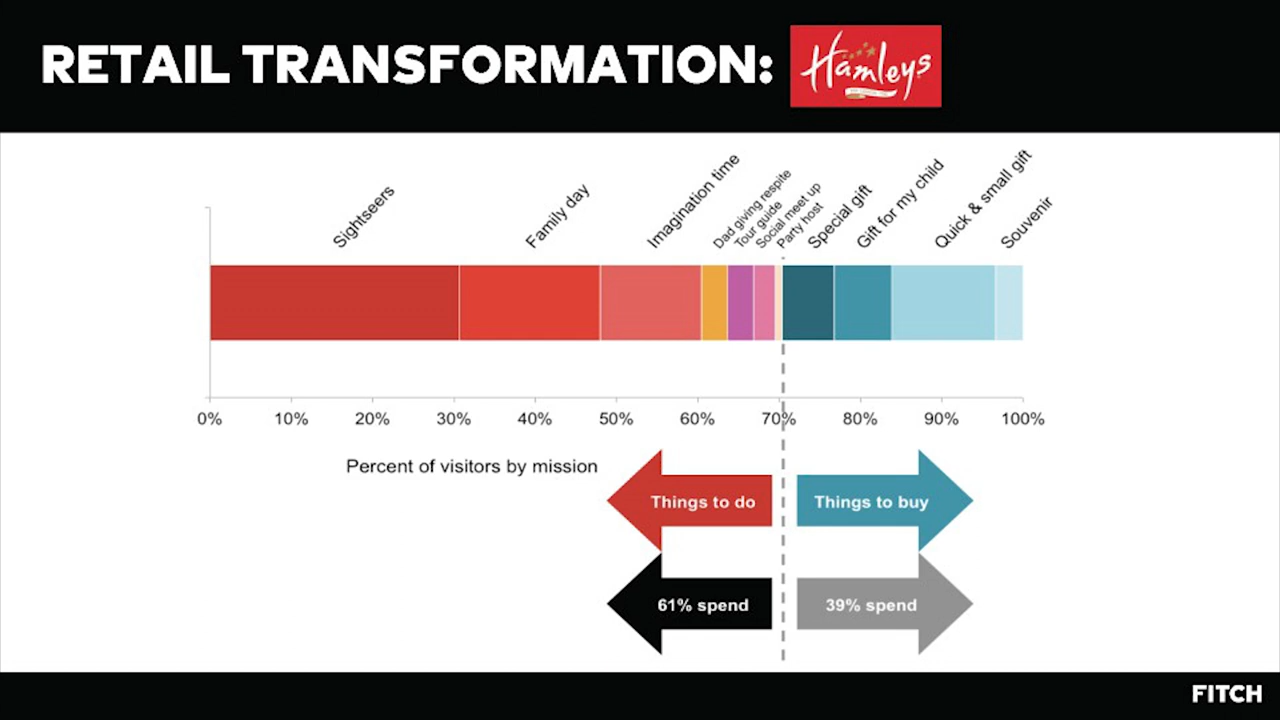 RETAIL TRANSFORMATION:
Hamleys
Sightseers
Family day
Imagination time
Dad giving respite
Tour guide
Social meet up
Party host
Special gift
Gift for my child
Quick & small gift
Souvenir
0% 10% 20% 30% 40% 50% 60% 70% 80% 90% 100%
Percent of visitors by mission
Things to do
Things to buy
61% spend
39% spend
FITCH